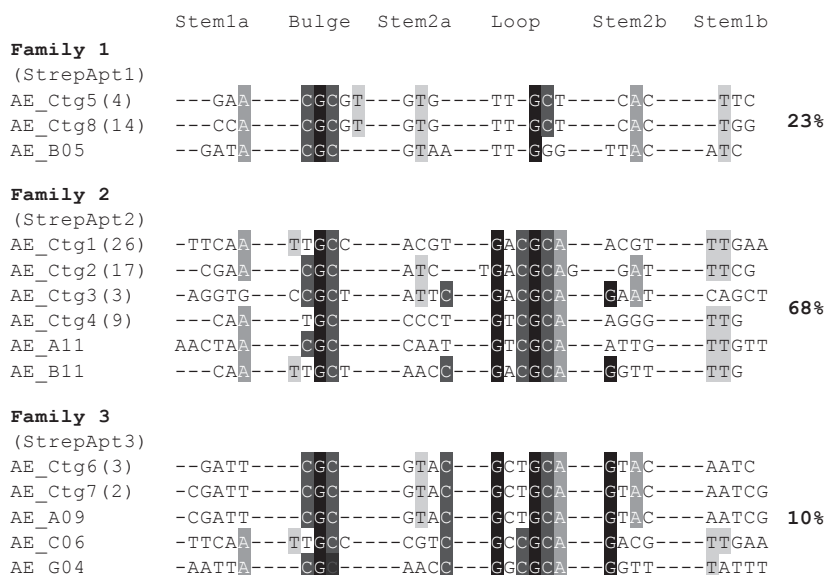 Stem1a Bulge Stem2a Loop Stem2b Stem1b
Family 1
(StrepApt1)
AE_Ctg5(4) ---GAA----CGCGT---GTG----TT-GCT----CAC----TTC
AE_Ctg8(14) ---CCA----CGCGT---GTG----TT-GCT----CAC----TGG
23%
AE_B05 --GATA----CGC-----GTAA---TT-GGG---TTAC---ATC
Family 2
(StrepApt2)
AE_Ctg1(26) -TTCAA---TTGCC----ACGT---GACGCA---ACGT----TTGAA
AE_Ctg2(17) --CGAA----CGC-----ATC---TGACGCAG---GAT----TTCG
AE_Ctg3(3) -AGGTG---CCGCT----ATTC---GACGCA---GAAT----CAGCT
68%
AE_Ctg4(9) ---CAA----TGC-----CCCT---GTCGCA---AGGG----TTG
AE_A11 AACTAA----CGC-----CAAT---GTCGCA---ATTG----TTGTT
AE_B11 ---CAA---TTGCT----AACC---GACGCA---GGTT----TTG
Family 3
(StrepApt3)
AE_Ctg6(3) --GATT----CGC-----GTAC---GCTGCA---GTAC----AATC
AE_Ctg7(2) -CGATT----CGC-----GTAC---GCTGCA---GTAC----AATCG
AE_A09 -CGATT----CGC-----GTAC---GCTGCA---GTAC----AATCG
10%
AE_C06 -TTCAA---TTGCC----CGTC---GCCGCA---GACG----TTGAA
AE_G04 -AATTA----CGC-----AACC---GGCGCA---GGTT----TATTT